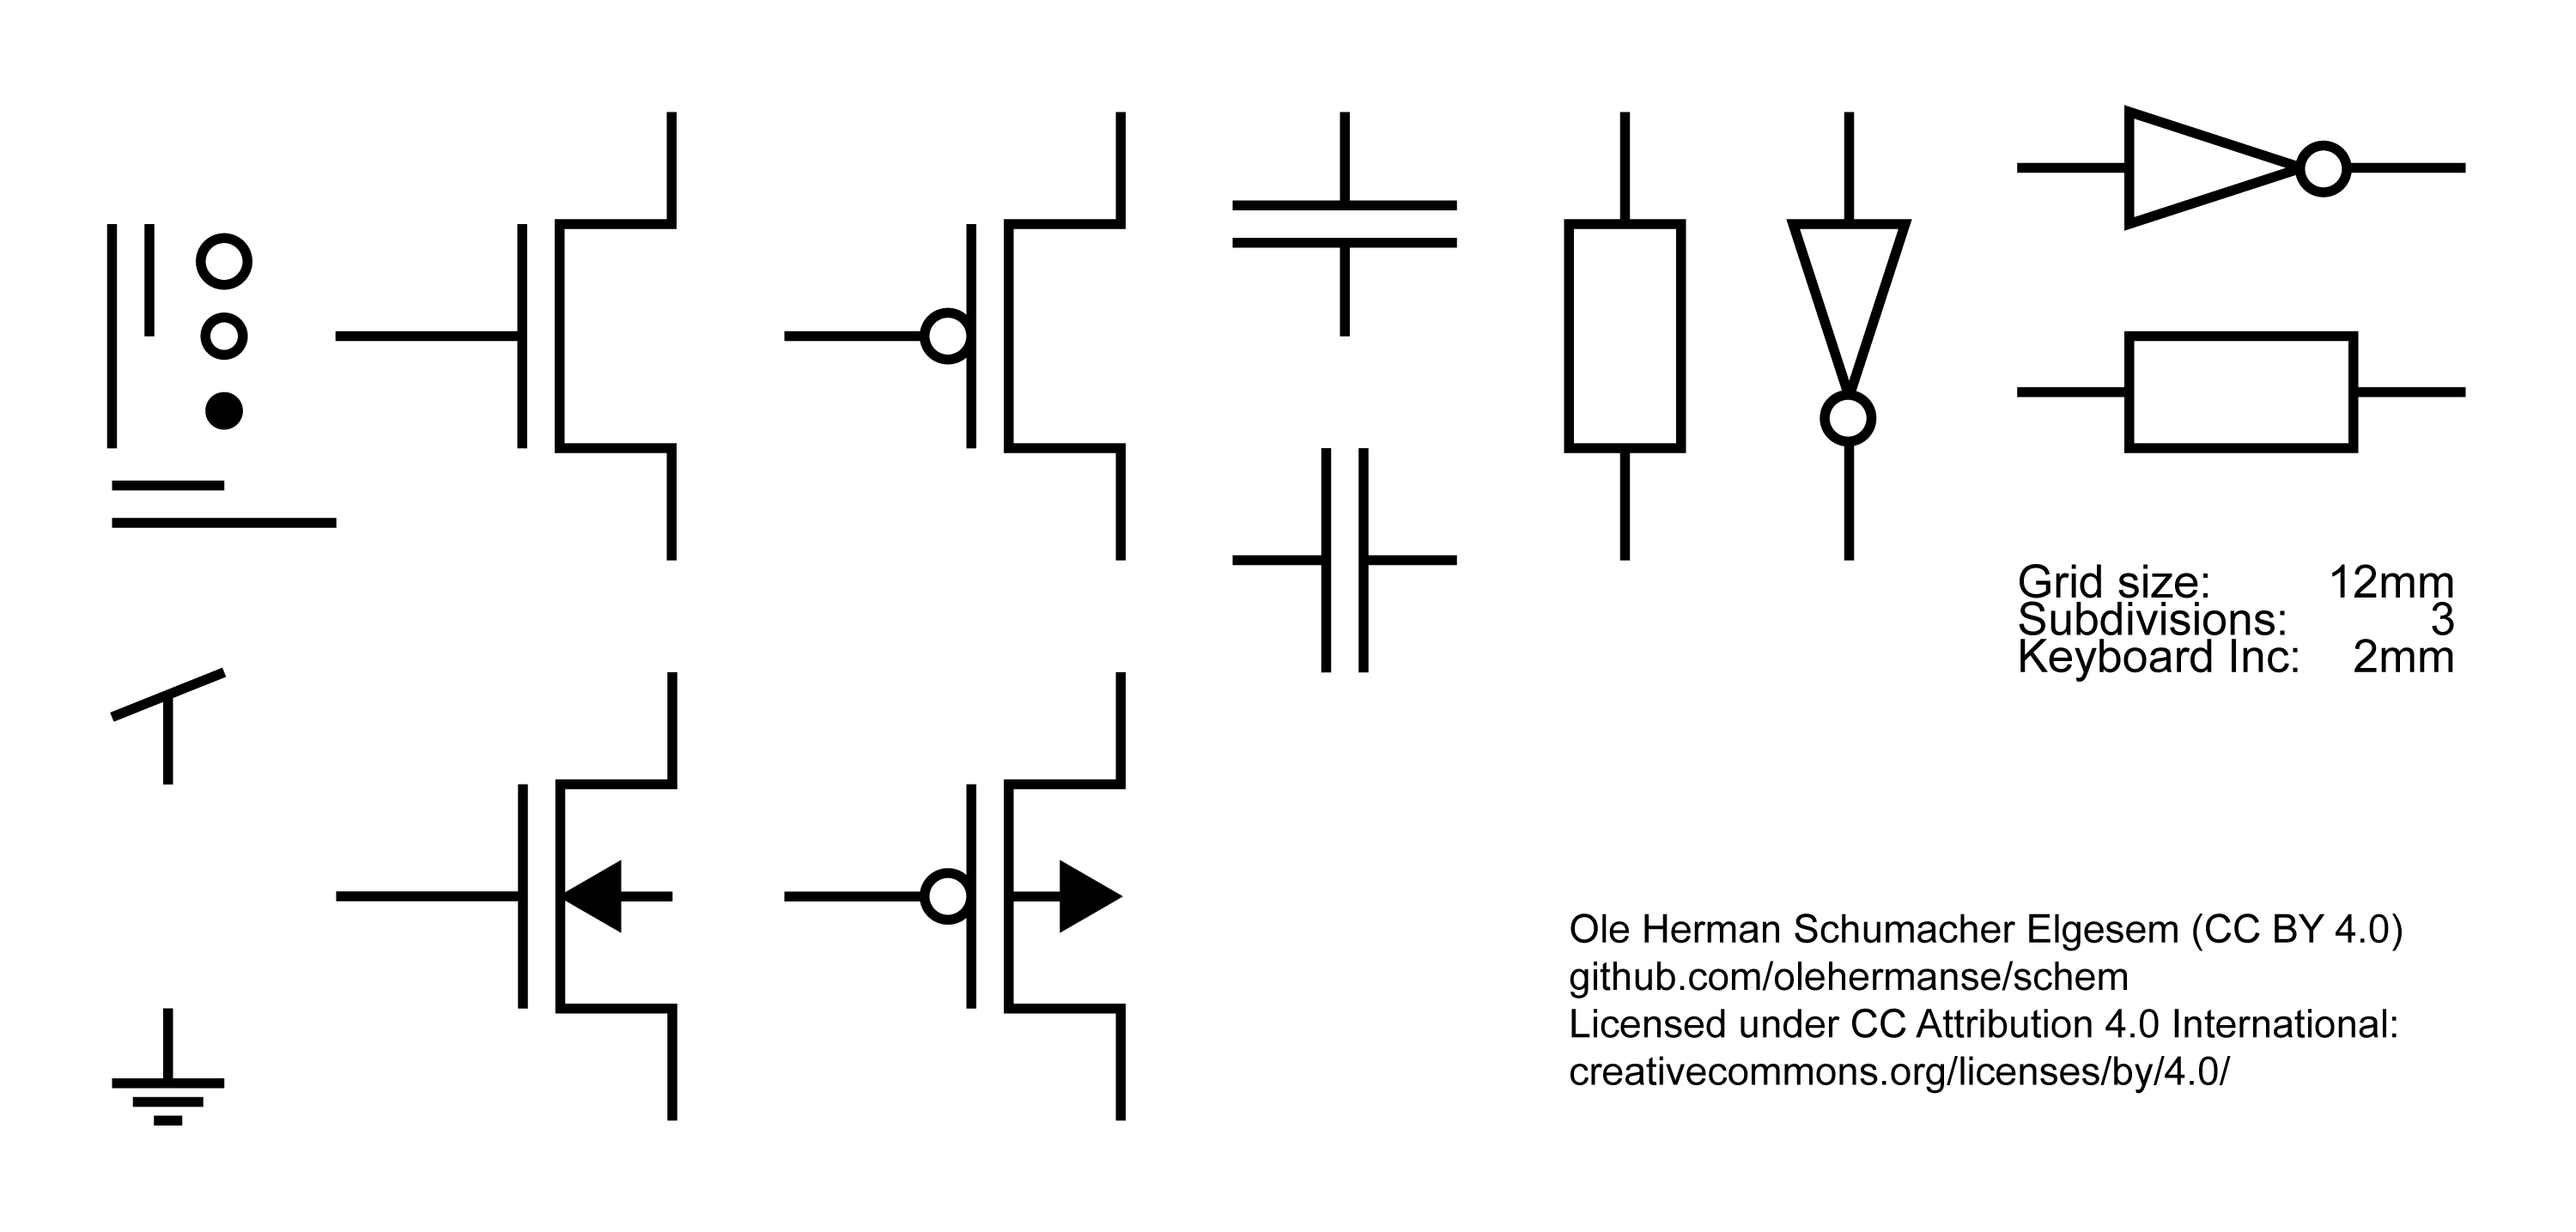 Grid size: 12mm
Subdivisions: 3
Keyboard Inc: 2mm
Ole Herman Schumacher Elgesem (CC BY 4.0)
github.com/olehermanse/schem
Licensed under CC Attribution 4.0 International:
creativecommons.org/licenses/by/4.0/